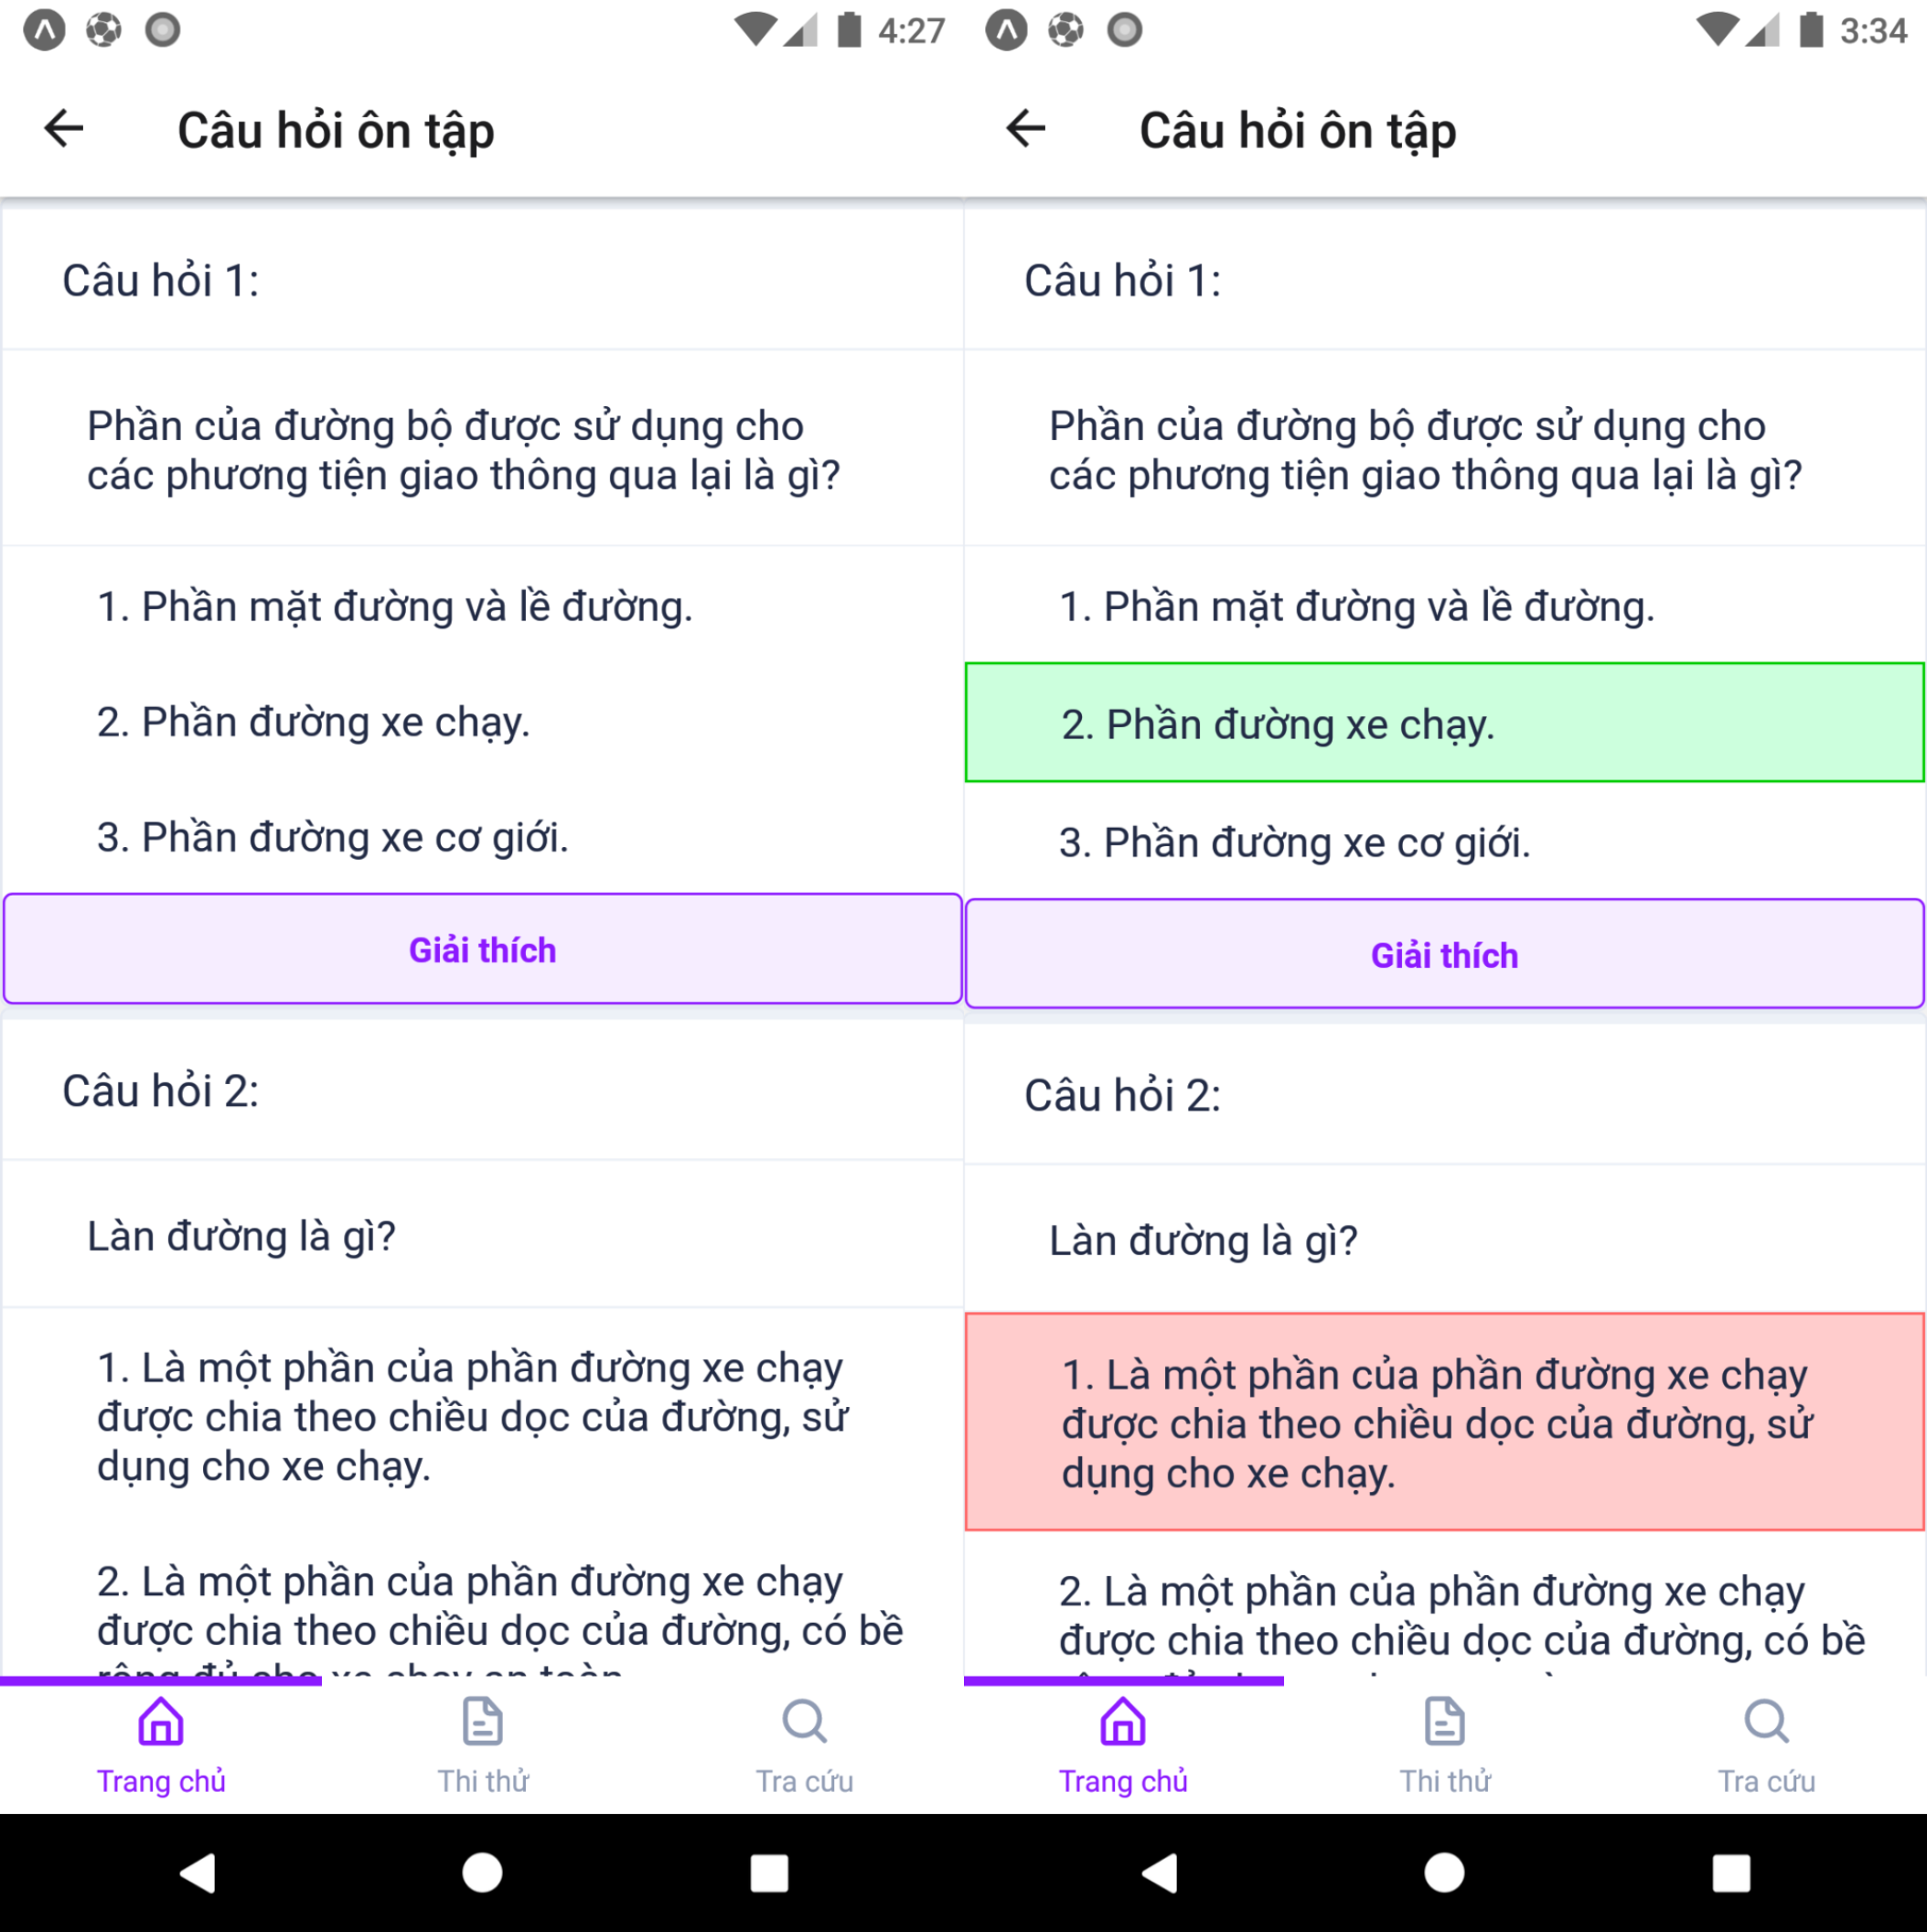 4:27
Câu hỏi ôn tập
Câu hỏi 1:
Phần của đường bộ được sử dụng cho
các phương tiện giao thông qua lại là gì?
1. Phần mặt đường và lề đường.
2. Phần đường xe chạy.
3. Phần đường xe cơ giới.
Giải thích
Câu hỏi 2:
Làn đường là gì?
1. Là một phần của phần đường xe chạy
được chia theo chiều dọc của đường, sử
dụng cho xe chạy.
2. Là một phần của phần đường xe chạy
được chia theo chiều dọc của đường, có bề
rộng đủ cho xe chạy an toàn.
Trang chủ
Thi thử
Tra cứu
3:34
Câu hỏi ôn tập
Câu hỏi 1:
Phần của đường bộ được sử dụng cho
các phương tiện giao thông qua lại là gì?
1. Phần mặt đường và lề đường.
2. Phần đường xe chạy.
3. Phần đường xe cơ giới.
Giải thích
Câu hỏi 2:
Làn đường là gì?
1. Là một phần của phần đường xe chạy
được chia theo chiều dọc của đường, sử
dụng cho xe chạy.
2. Là một phần của phần đường xe chạy
được chia theo chiều dọc của đường, có bề
Trang chủ
Thi thử
Tra cứu